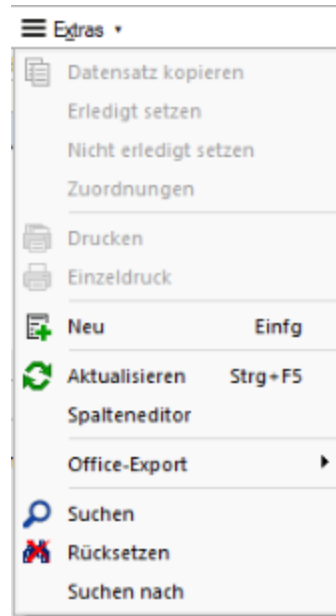 Extras
Datensatz kopieren
Erledigt setzen
Nicht erledigt setzen
Zuordnungen
Drucken
Einzeldruck
Neu Einfg
Aktualisieren Strg+F5
Spalteneditor
Office-Export
Suchen
Rücksetzen
Suchen nach